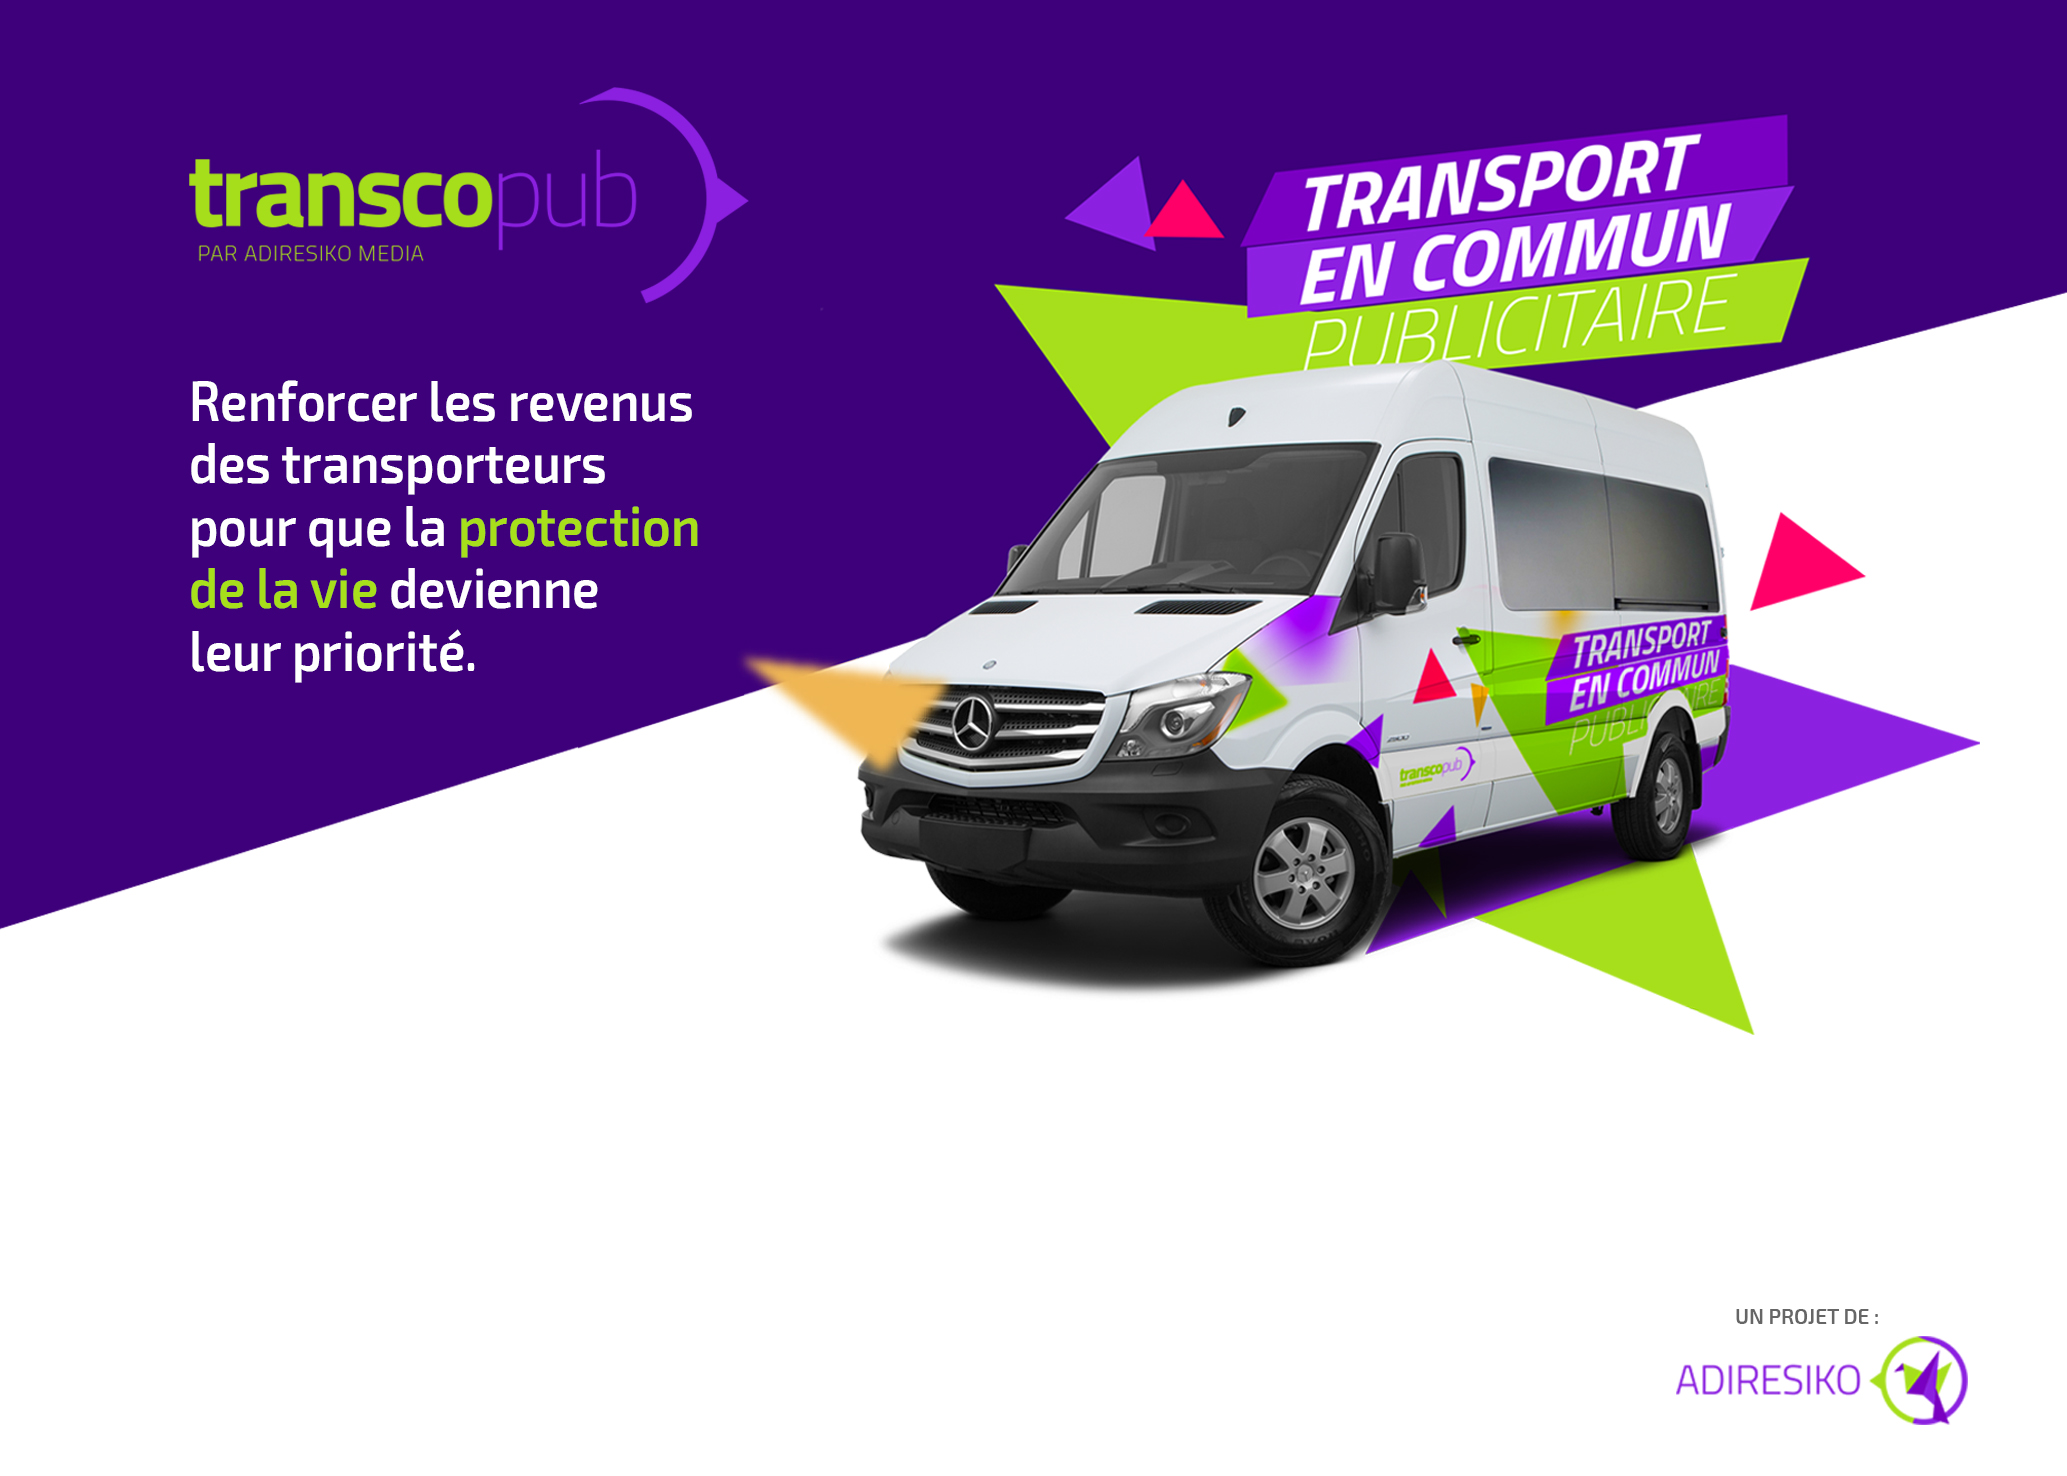 transcopub
PAR ADIRESIKO MEDIA
TRANSPORT
EN COMMUN
PUBLICITAIRE
Renforcer les revenus
des transporteurs
pour que la protection
de la vie devienne
leur priorité.
TRANSPORT
EN COMMUN
PUBLICITAIRE
transcopub
UN PROJET DE :
ADIRESIKO